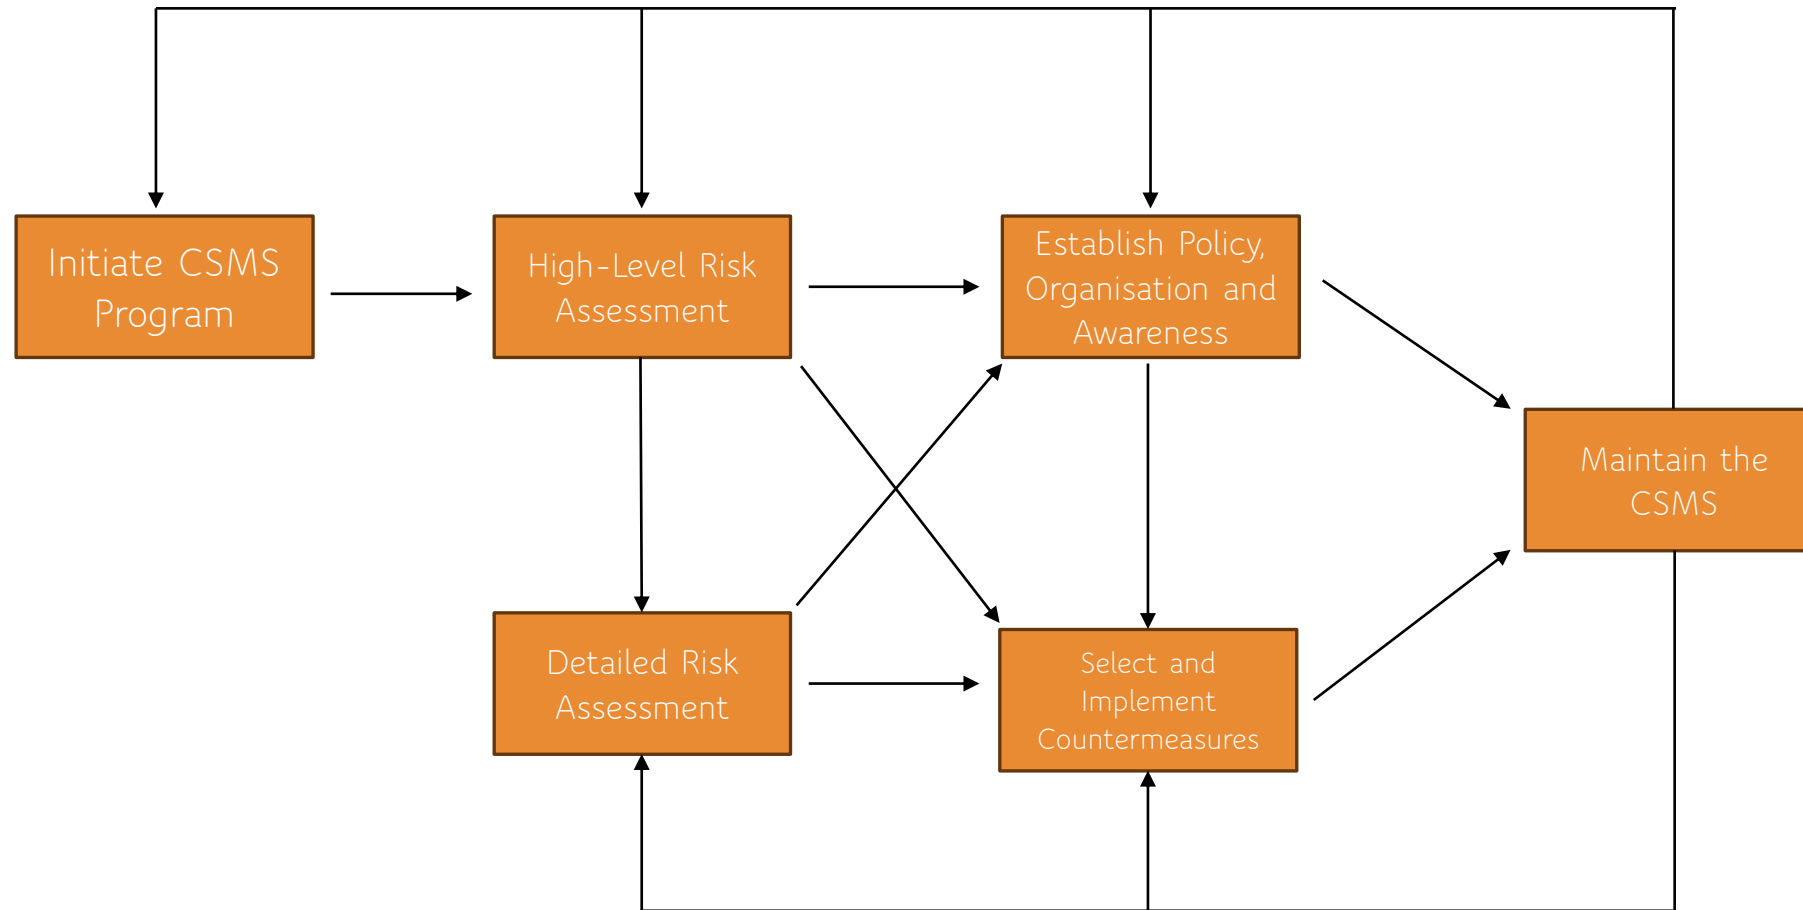 Initiate CSMS
Program
High-Level Risk
Assessment
Establish Policy,
Organisation and
Awareness
Maintain the
CSMS
Detailed Risk
Assessment
Select and
Implement
Countermeasures